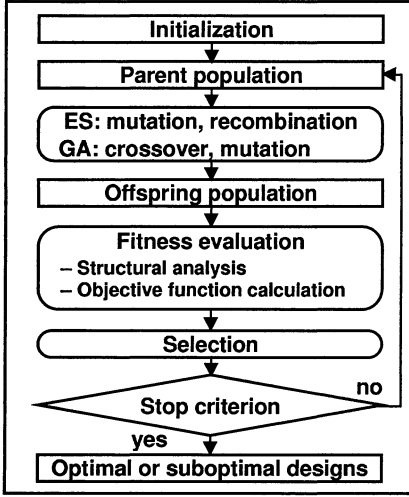 Initialization
Parent population
ES: mutation, recombination
GA: crossover, mutation
Offspring population
Fitness evaluation
– Structural analysis
– Objective function calculation
Selection
no
Stop criterion
yes
Optimal or suboptimal designs